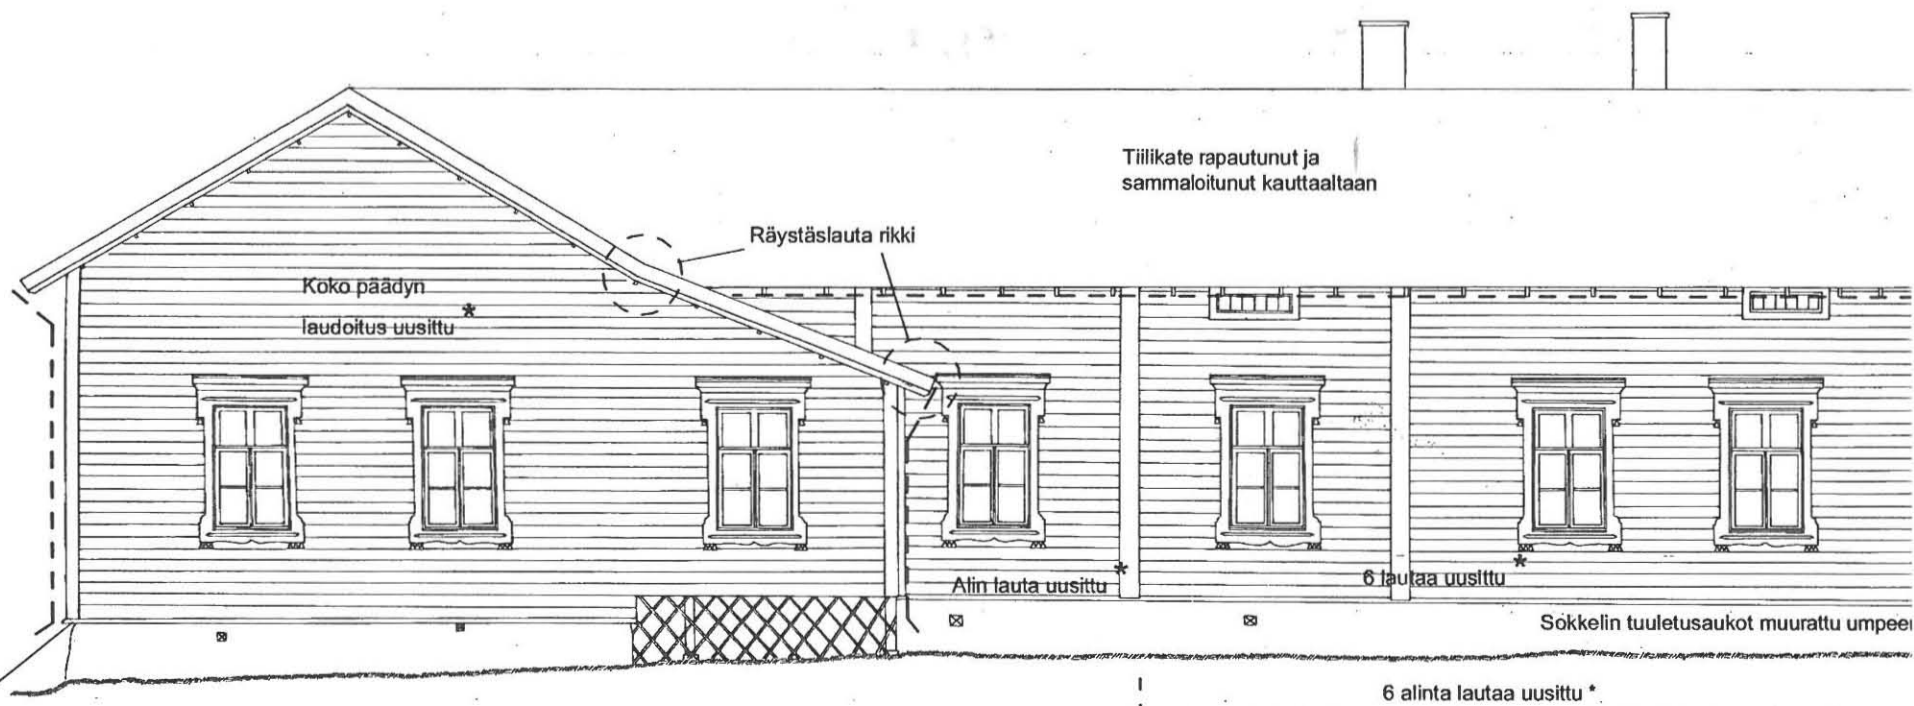 Tiilikate rapautunut ja
sammaloitunut kauttaaltaan
Räystäslauta rikki
Koko päädyn
laudoitus uusittu *
Alin lauta uusittu *
6 lautaa uusittu *
Sokkelin tuuletusaukot muurattu umpee
6 alinta lautaa uusittu *